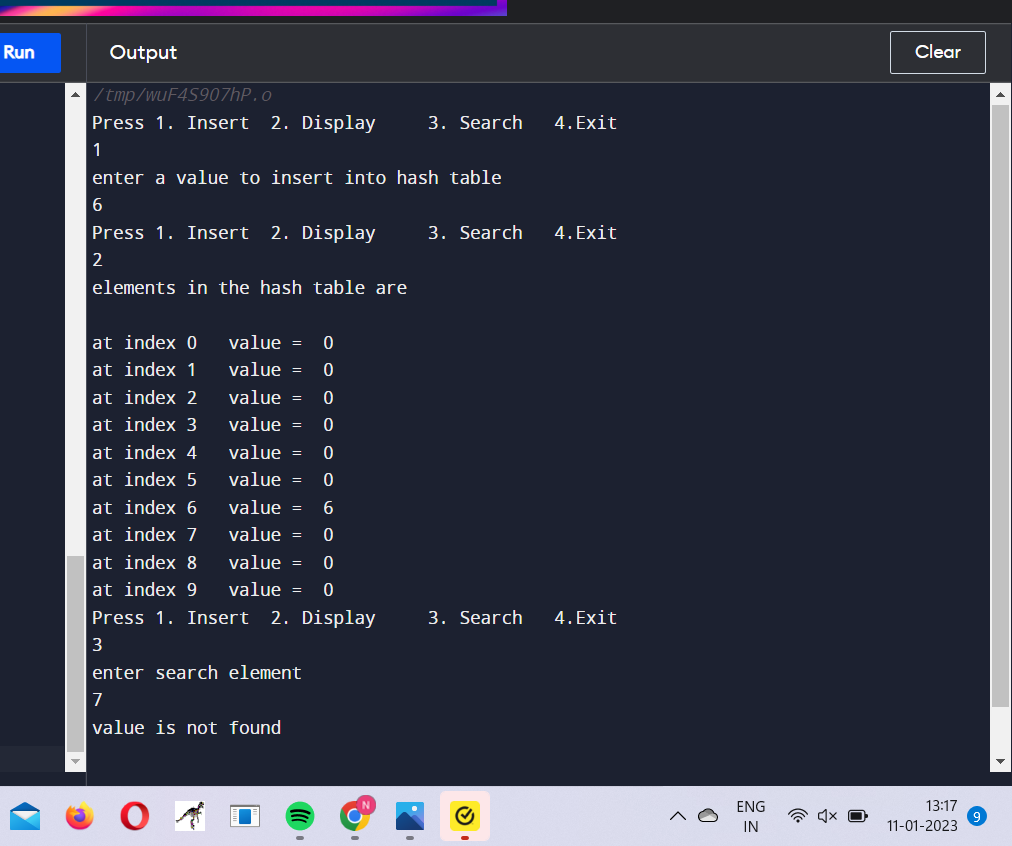 Run
Output
Clear
/tmp/wuF4S9O7hP.o
Press 1. Insert  2. Display     3. Search   4.Exit
1
enter a value to insert into hash table
6
Press 1. Insert  2. Display     3. Search   4.Exit
2
elements in the hash table are
at index 0   value =  0
at index 1   value =  0
at index 2   value =  0
at index 3   value =  0
at index 4   value =  0
at index 5   value =  0
at index 6   value =  6
at index 7   value =  0
at index 8   value =  0
at index 9   value =  0
Press 1. Insert  2. Display     3. Search   4.Exit
3
enter search element
7
value is not found
N
ENG
IN
13:17
11-01-2023
9